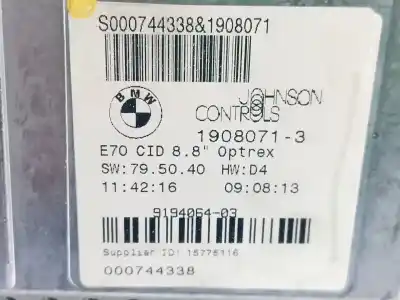 S000744338&1908071
BMW
JOHNSON
CONTROLS
1908071-3
E70 CID 8.8" Optrex
SW:79.50.40 HW:D4
11:42:16 09:08:13
9194064-03
Supplier ID: 15775116
000744338